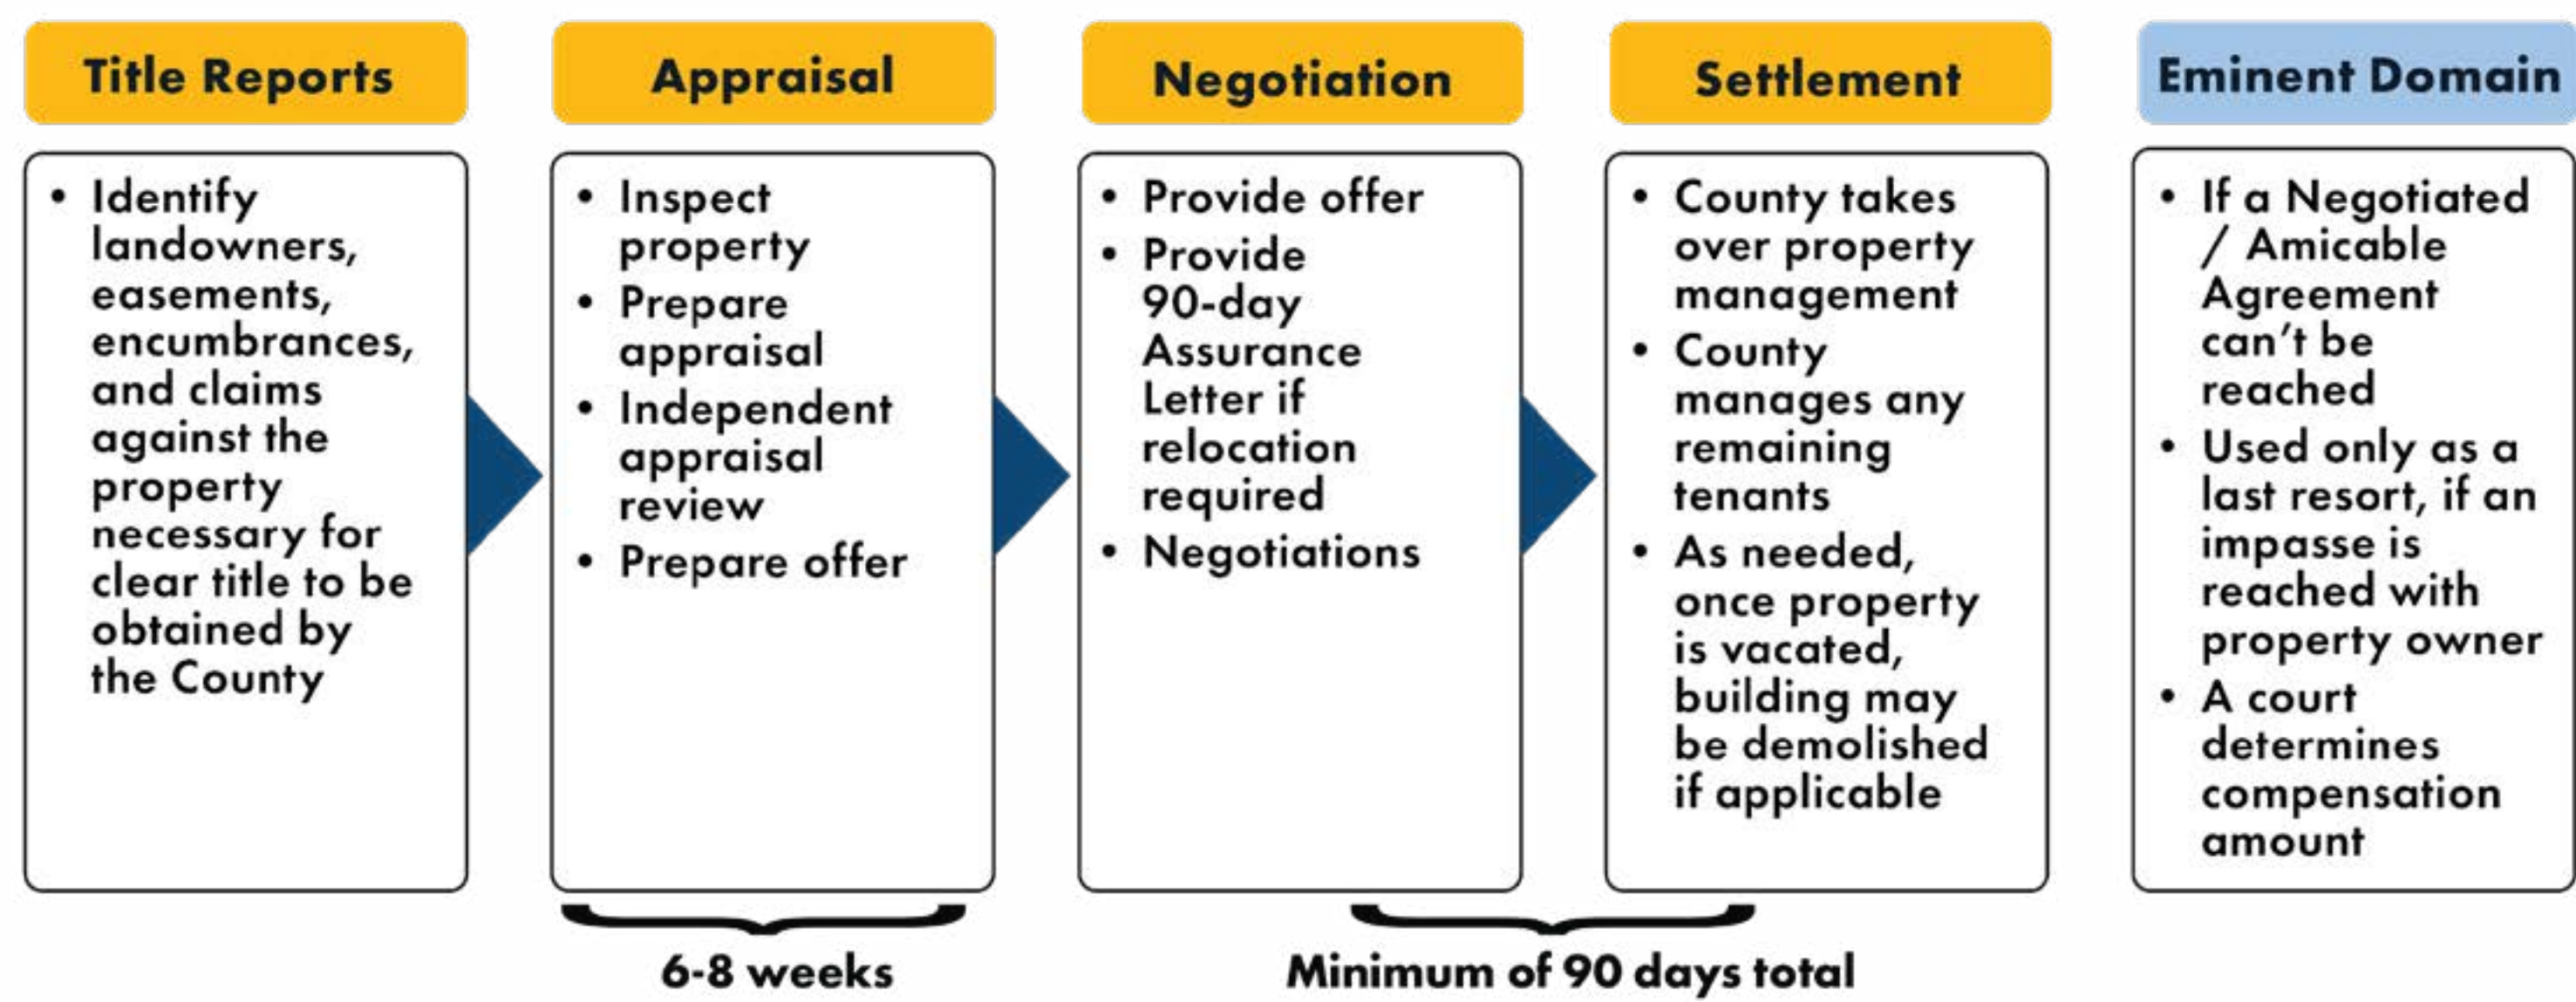 Title Reports
• Identify
landowners,
easements,
encumbrances,
and claims
against the
property
necessary for
clear title to be
obtained by
the County
Appraisal
• Inspect
property
• Prepare
appraisal
• Independent
appraisal
review
• Prepare offer
6-8 weeks
Negotiation
• Provide offer
• Provide
90-day
Assurance
Letter if
relocation
required
• Negotiations
Settlement
• County takes
over property
management
• County
manages any
remaining
tenants
• As needed,
once property
is vacated,
building may
be demolished
if applicable
Minimum of 90 days total
Eminent Domain
• If a Negotiated
/ Amicable
Agreement
can't be
reached
• Used only as a
last resort, if an
impasse is
reached with
property owner
• A court
determines
compensation
amount